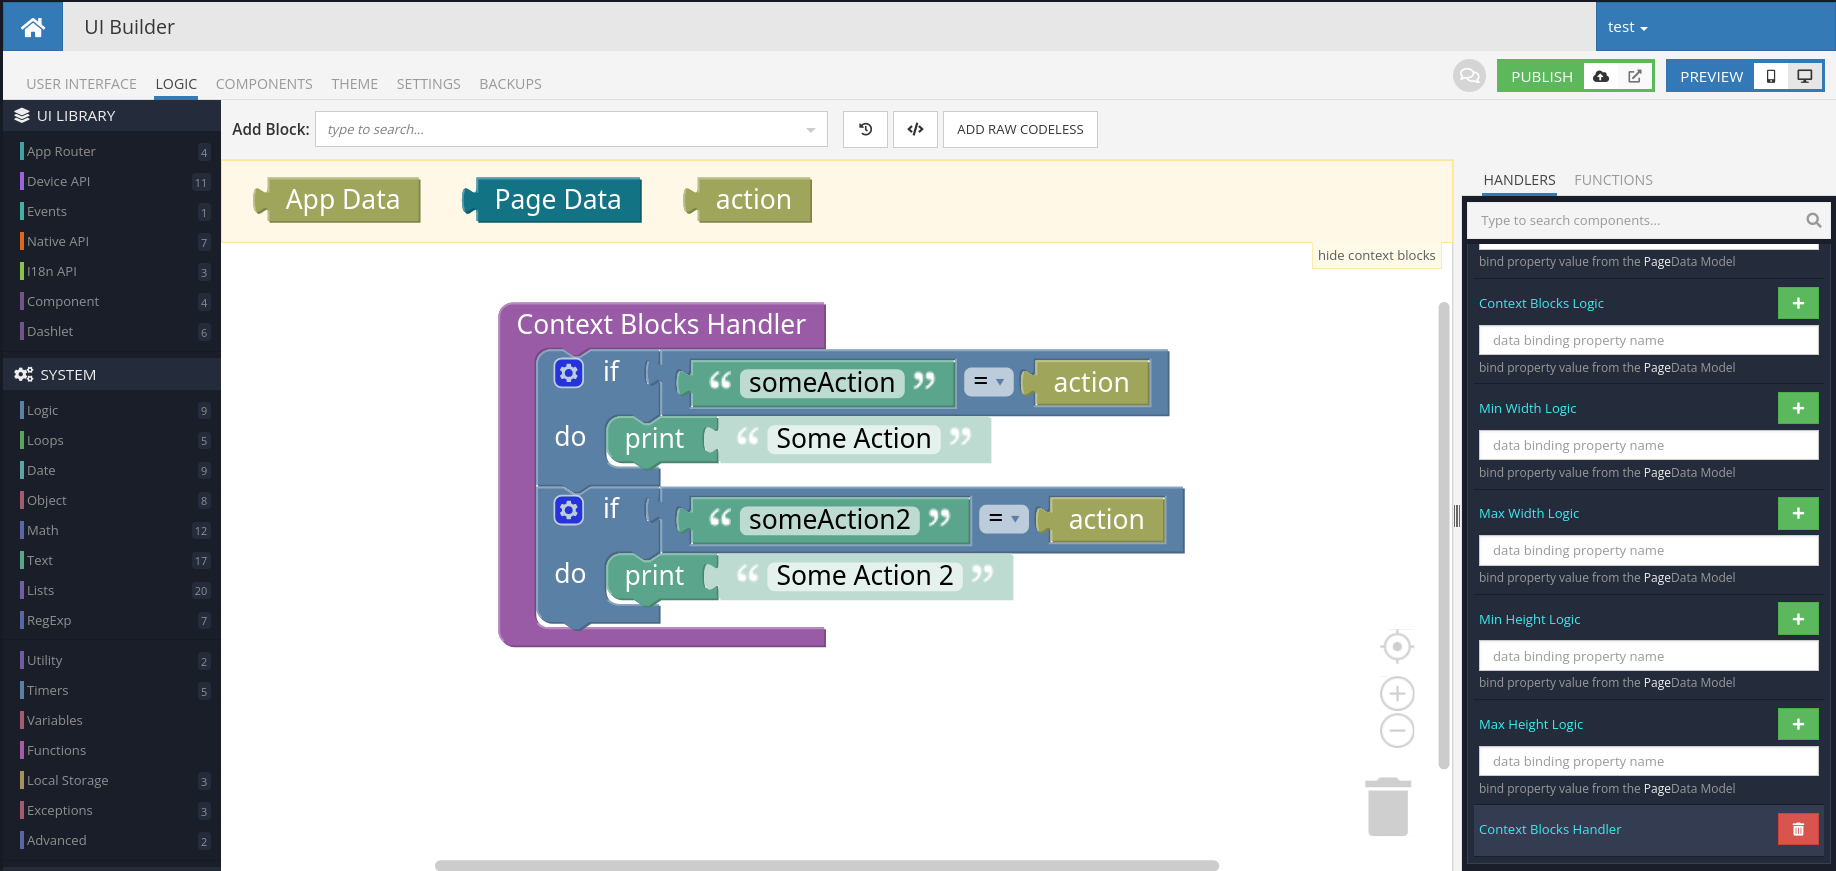 UI Builder
test
USER INTERFACE LOGIC COMPONENTS THEME SETTINGS BACKUPS
PUBLISH
PREVIEW
UI LIBRARY
App Router 4
Device API 11
Events 1
Native API 7
I18n API 3
Component 4
Dashlet 6
SYSTEM
Logic 9
Loops 5
Date 9
Object 8
Math 12
Text 17
Lists 20
RegExp 7
Utility 2
Timers 5
Variables
Functions
Local Storage 3
Exceptions 3
Advanced 2
Add Block: type to search...
ADD RAW CODELESS
App Data Page Data action
hide context blocks
Context Blocks Handler
if “ someAction ” = action
do print “ Some Action ”
if “ someAction2 ” = action
do print “ Some Action 2 ”
HANDLERS FUNCTIONS
Type to search components...
bind property value from the PageData Model
Context Blocks Logic
data binding property name
bind property value from the PageData Model
Min Width Logic
data binding property name
bind property value from the PageData Model
Max Width Logic
data binding property name
bind property value from the PageData Model
Min Height Logic
data binding property name
bind property value from the PageData Model
Max Height Logic
data binding property name
bind property value from the PageData Model
Context Blocks Handler